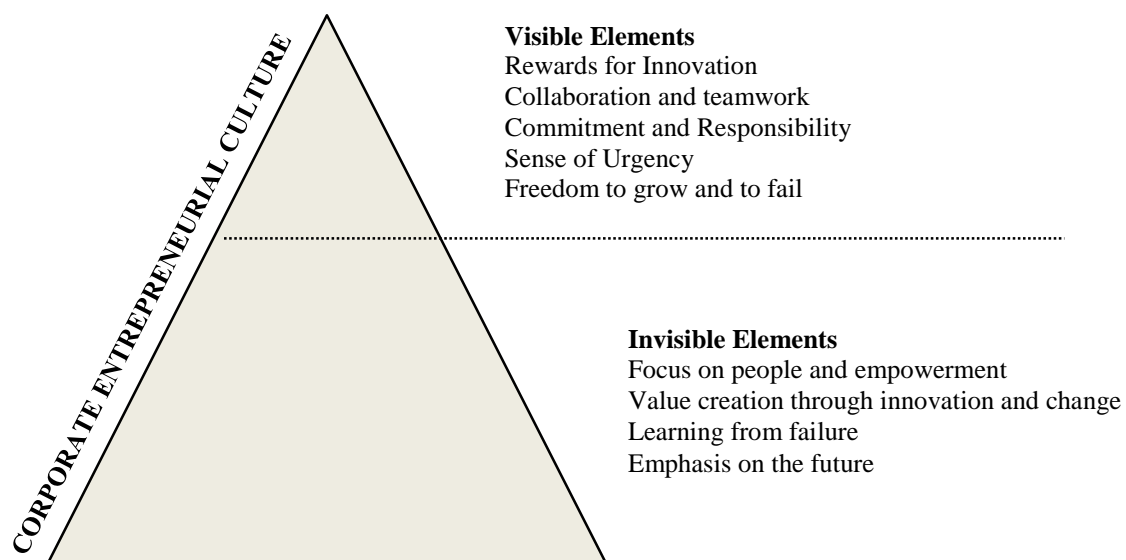 CORPORATE ENTREPRENEURIAL CULTURE
Visible Elements
Rewards for Innovation
Collaboration and teamwork
Commitment and Responsibility
Sense of Urgency
Freedom to grow and to fail
Invisible Elements
Focus on people and empowerment
Value creation through innovation and change
Learning from failure
Emphasis on the future